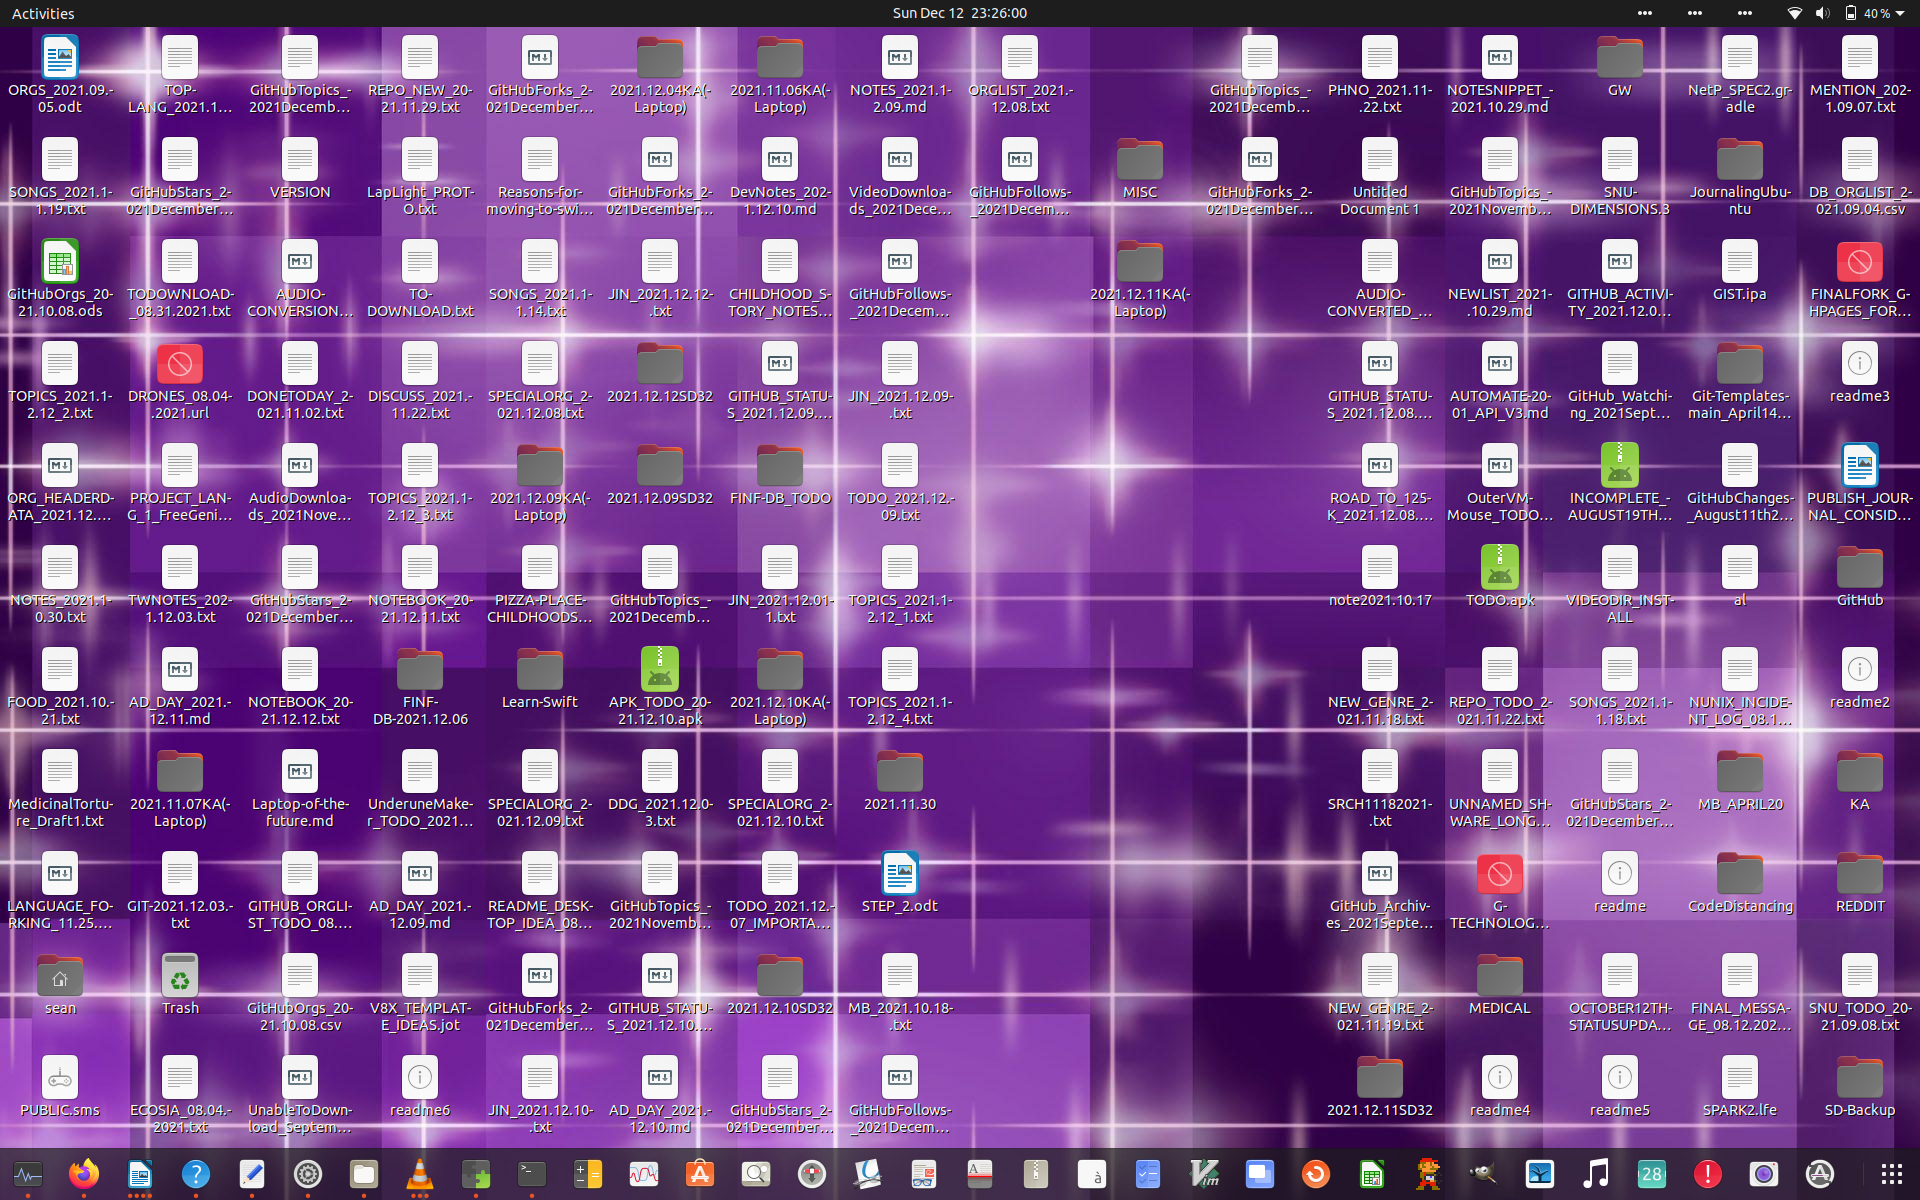 Activities
Sun Dec 12 23:26:00
40 %
ORGS_2021.09.-
05.odt
TOP-
LANG_2021.1...
GitHubTopics_-
2021Decemb...
REPO_NEW_20-
21.11.29.txt
GitHubForks_2-
021December...
2021.12.04KA(-
Laptop)
2021.11.06KA(-
Laptop)
NOTES_2021.1-
2.09.md
ORGLIST_2021.-
12.08.txt
GitHubTopics_-
2021Decemb...
PHNO_2021.11-
.22.txt
NOTESNIPPET_-
2021.10.29.md
GW
NetP_SPEC2.gr-
adle
MENTION_202-
1.09.07.txt
SONGS_2021.1-
1.19.txt
GitHubStars_2-
021December...
VERSION
LapLight_PROT-
O.txt
Reasons-for-
moving-to-swi...
GitHubForks_2-
021December...
DevNotes_202-
1.12.10.md
VideoDownloa-
ds_2021Dece...
GitHubFollows-
_2021Decem...
MISC
GitHubForks_2-
021December...
Untitled
Document 1
GitHubTopics_-
2021Novemb...
SNU-
DIMENSIONS.3
JournalingUbu-
ntu
DB_ORGLIST_2-
021.09.04.csv
GitHubOrgs_20-
21.10.08.ods
TODOWNLOAD-
_08.31.2021.txt
AUDIO-
CONVERSION...
TO-
DOWNLOAD.txt
SONGS_2021.1-
1.14.txt
JIN_2021.12.12-
.txt
CHILDHOOD_S-
TORY_NOTES...
GitHubFollows-
_2021Decem...
2021.12.11KA(-
Laptop)
AUDIO-
CONVERTED_...
NEWLIST_2021-
.10.29.md
GITHUB_ACTIVI-
TY_2021.12.0...
GIST.ipa
FINALFORK_G-
HPAGES_FOR...
TOPICS_2021.1-
2.12_2.txt
DRONES_08.04-
.2021.url
DONETODAY_2-
021.11.02.txt
DISCUSS_2021.-
11.22.txt
SPECIALORG_2-
021.12.08.txt
2021.12.12SD32
GITHUB_STATU-
S_2021.12.09....
JIN_2021.12.09-
.txt
GITHUB_STATU-
S_2021.12.08....
AUTOMATE-20-
01_API_V3.md
GitHub_Watchi-
ng_2021Sept...
Git-Templates-
main_April14...
readme3
ORG_HEADERD-
ATA_2021.12....
PROJECT_LAN-
G_1_FreeGeni...
AudioDownloa-
ds_2021Nove...
TOPICS_2021.1-
2.12_3.txt
2021.12.09KA(-
Laptop)
2021.12.09SD32
FINF-DB_TODO
TODO_2021.12.-
09.txt
ROAD_TO_125-
K_2021.12.08....
OuterVM-
Mouse_TODO...
INCOMPLETE_-
AUGUST19TH...
GitHubChanges-
_August11th2...
PUBLISH_JOUR-
NAL_CONSID...
NOTES_2021.1-
0.30.txt
TWNOTES_202-
1.12.03.txt
GitHubStars_2-
021December...
NOTEBOOK_20-
21.12.11.txt
PIZZA-PLACE-
CHILDHOODS...
GitHubTopics_-
2021Decemb...
JIN_2021.12.01-
1.txt
TOPICS_2021.1-
2.12_1.txt
note2021.10.17
TODO.apk
VIDEODIR_INST-
ALL
al
GitHub
FOOD_2021.10.-
21.txt
AD_DAY_2021.-
12.11.md
NOTEBOOK_20-
21.12.12.txt
FINF-
DB-2021.12.06
Learn-Swift
APK_TODO_20-
21.12.10.apk
2021.12.10KA(-
Laptop)
TOPICS_2021.1-
2.12_4.txt
NEW_GENRE_2-
021.11.18.txt
REPO_TODO_2-
021.11.22.txt
SONGS_2021.1-
1.18.txt
NUNIX_INCIDE-
NT_LOG_08.1...
readme2
MedicinalTortu-
re_Draft1.txt
2021.11.07KA(-
Laptop)
Laptop-of-the-
future.md
UnderuneMake-
r_TODO_2021...
SPECIALORG_2-
021.12.09.txt
DDG_2021.12.0-
3.txt
SPECIALORG_2-
021.12.10.txt
2021.11.30
SRCH11182021-
.txt
UNNAMED_SH-
WARE_LONG...
GitHubStars_2-
021December...
MB_APRIL20
KA
LANGUAGE_FO-
RKING_11.25....
GIT-2021.12.03.-
txt
GITHUB_ORGLI-
ST_TODO_08....
AD_DAY_2021.-
12.09.md
README_DESK-
TOP_IDEA_08...
GitHubTopics_-
2021Novemb...
TODO_2021.12.-
07_IMPORTA...
STEP_2.odt
GitHub_Archiv-
es_2021Septe...
G-
TECHNOLOG...
readme
CodeDistancing
REDDIT
sean
Trash
GitHubOrgs_20-
21.10.08.csv
V8X_TEMPLAT-
E_IDEAS.jot
GitHubForks_2-
021December...
GITHUB_STATU-
S_2021.12.10....
2021.12.10SD32
MB_2021.10.18-
.txt
NEW_GENRE_2-
021.11.19.txt
MEDICAL
OCTOBER12TH-
STATUSUPDA...
FINAL_MESSA-
GE_08.12.202...
SNU_TODO_20-
21.09.08.txt
PUBLIC.sms
ECOSIA_08.04.-
2021.txt
UnableToDown-
load_Septem...
readme6
JIN_2021.12.10-
.txt
AD_DAY_2021.-
12.10.md
GitHubStars_2-
021December...
GitHubFollows-
_2021Decem...
2021.12.11SD32
readme4
readme5
SPARK2.lfe
SD-Backup
28